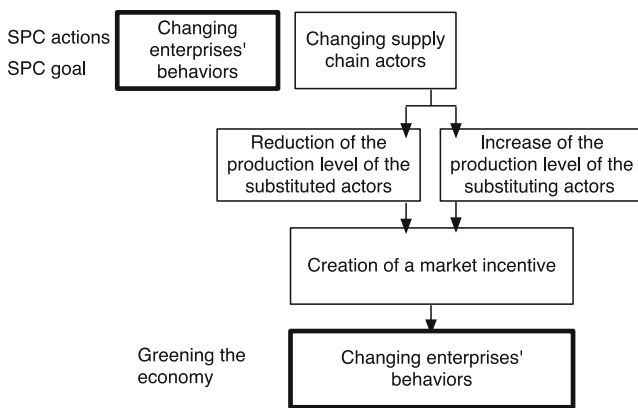 SPC actions
SPC goal
Changing
enterprises'
behaviors
Changing supply
chain actors
Reduction of the
production level of the
substituted actors
Increase of the
production level of the
substituting actors
Creation of a market incentive
Greening the
economy
Changing enterprises'
behaviors